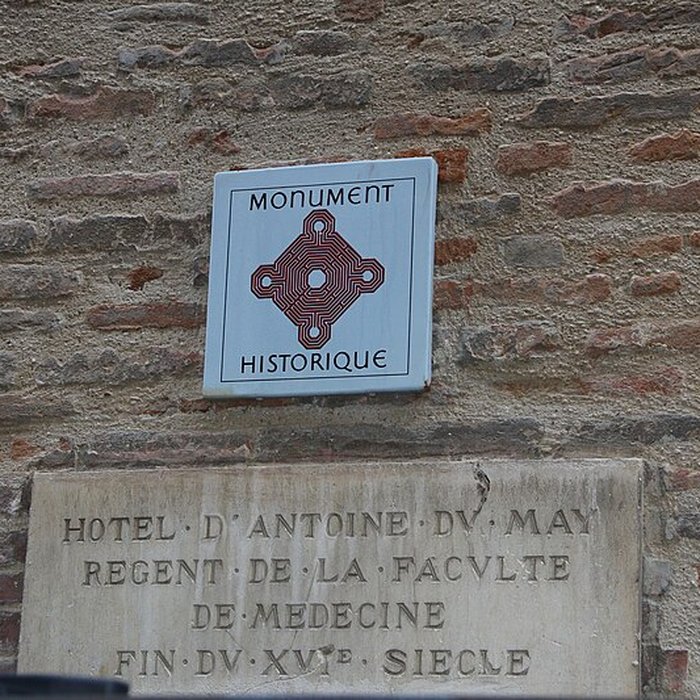 MONUMENT
HISTORIQUE
HOTEL · D'ANTOINE · DV · MAY
REGENT · DE · LA · FACVLTE
DE · MEDECINE
FIN · DV · XVIᴱ · SIECLE